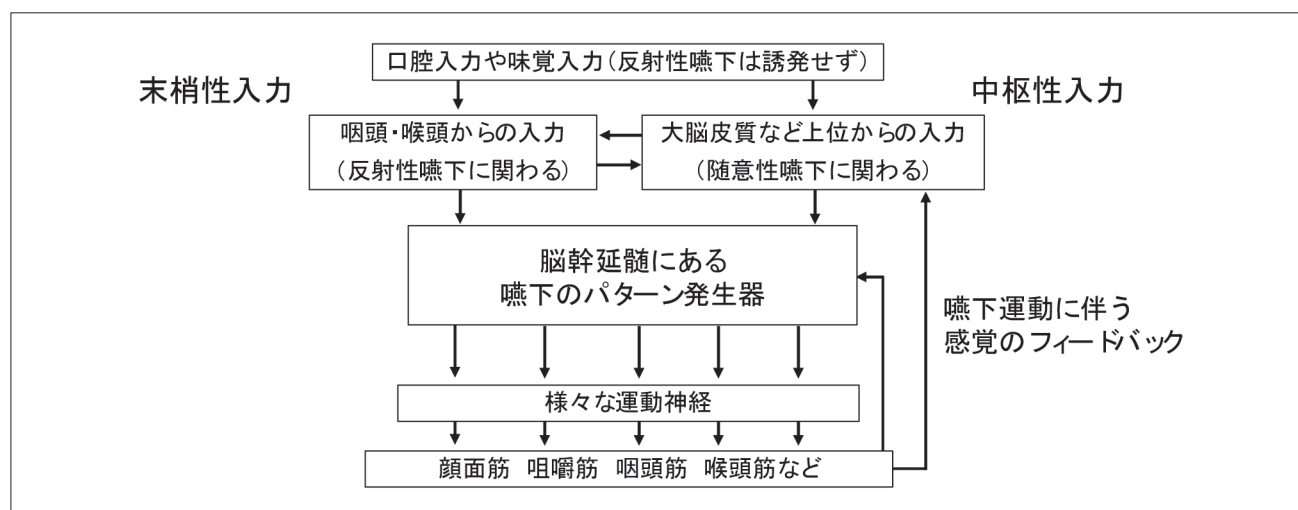 口腔入力や味覚入力（反射性嚥下は誘発せず）
末梢性入力
中枢性入力
咽頭・喉頭からの入力
（反射性嚥下に関わる）
大脳皮質など上位からの入力
（随意性嚥下に関わる）
脳幹延髄にある
嚥下のパターン発生器
嚥下運動に伴う
感覚のフィードバック
様々な運動神経
顔面筋 咀嚼筋 咽頭筋 喉頭筋など